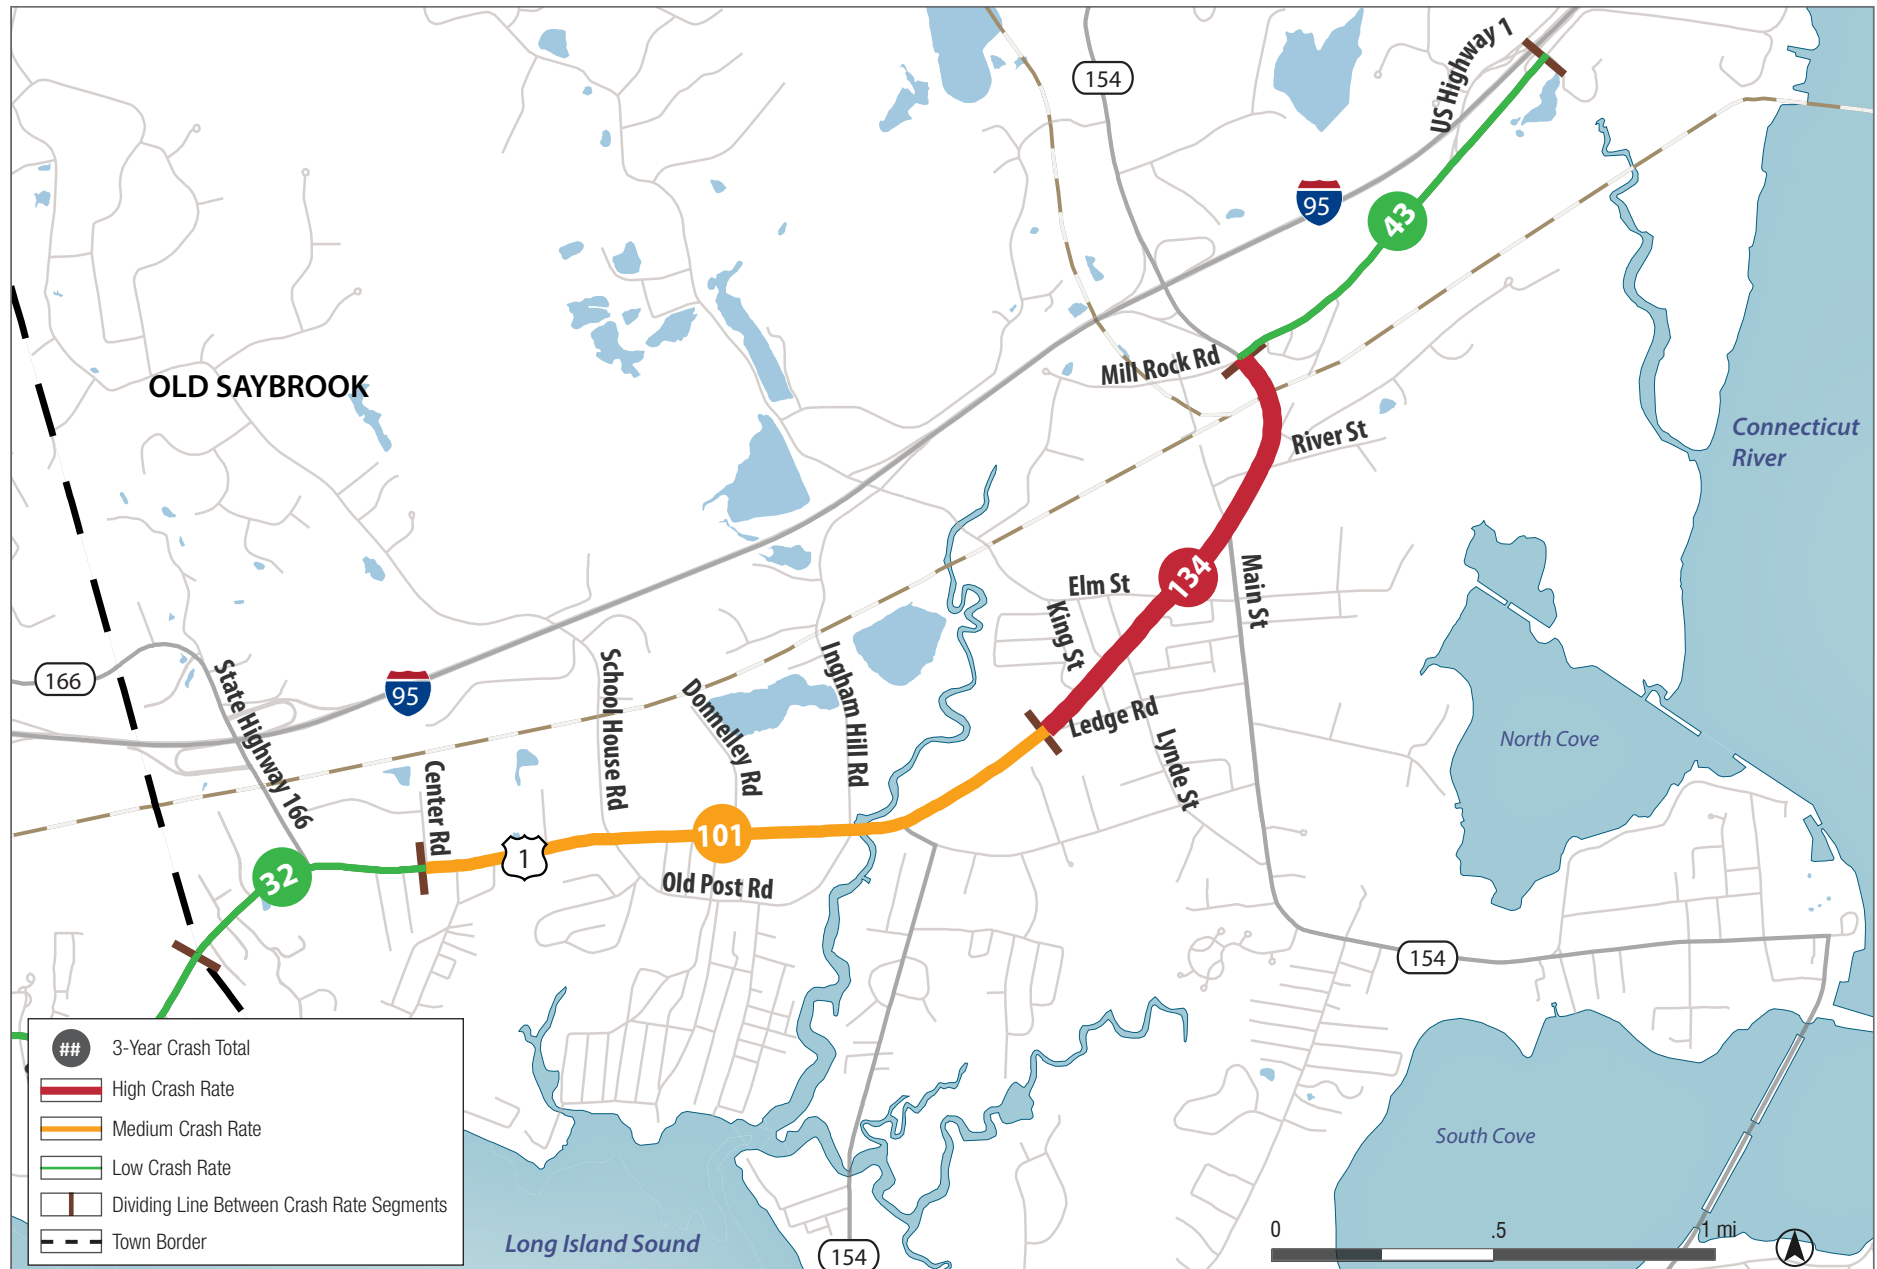 US Highway 1
154
95
43
Mill Rock Rd
OLD SAYBROOK
River St
Connecticut
River
134
Main St
Elm St
King St
166
State Highway 166
95
School House Rd
Donnelley Rd
Ingham Hill Rd
Ledge Rd
Lynde St
North Cove
Center Rd
101
1
32
Old Post Rd
154
## 3-Year Crash Total
High Crash Rate
Medium Crash Rate
Low Crash Rate
Dividing Line Between Crash Rate Segments
Town Border
South Cove
Long Island Sound
154
0 .5 1 mi